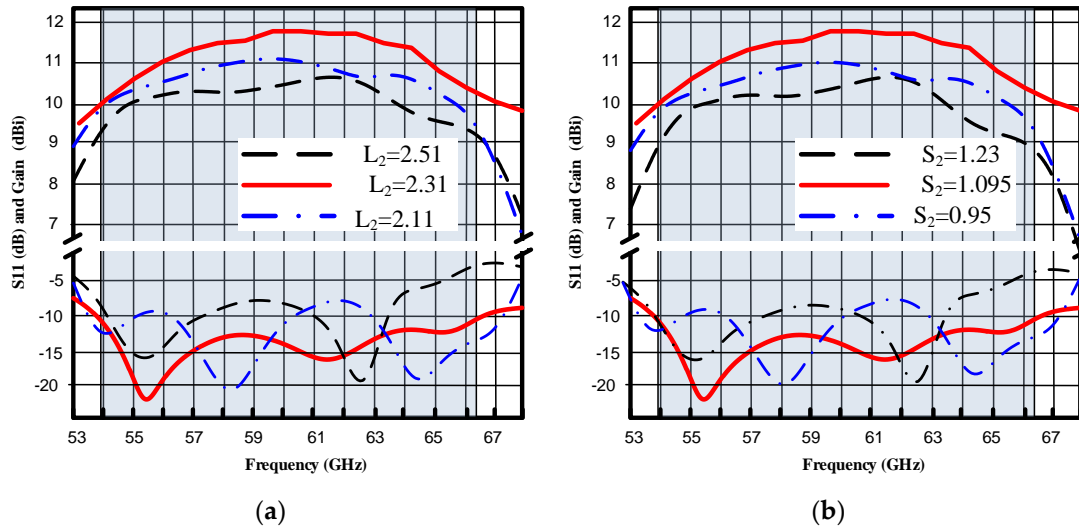 12
11
10
9
8
7
-5
-10
-15
-20
S11 (dB) and Gain (dBi)
L₂=2.51
L₂=2.31
L₂=2.11
53 55 57 59 61 63 65 67
Frequency (GHz)
(a)
12
11
10
9
8
7
-5
-10
-15
-20
S11 (dB) and Gain (dBi)
S₂=1.23
S₂=1.095
S₂=0.95
53 55 57 59 61 63 65 67
Frequency (GHz)
(b)